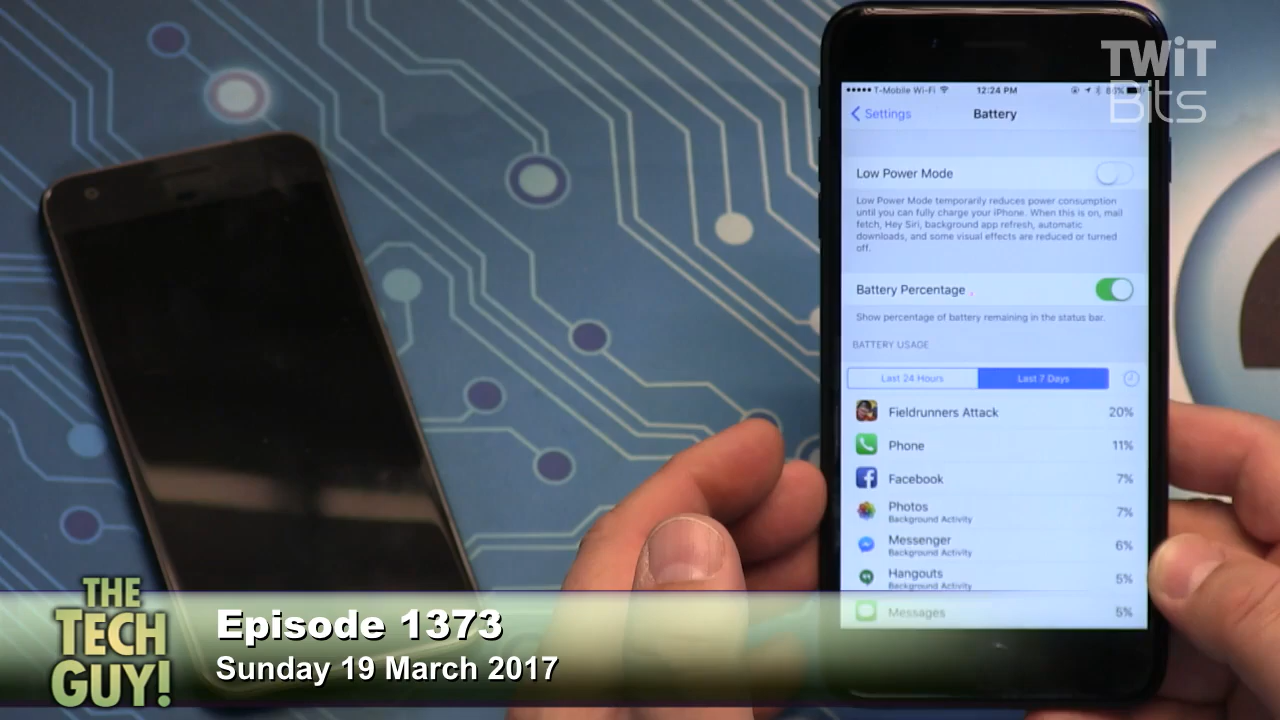 TWiT
Bits
T-Mobile Wi-Fi
12:24 PM
Settings
Battery
Low Power Mode
Low Power Mode temporarily reduces power consumption
until you can fully charge your iPhone. When this is on, mail
fetch, Hey Siri, background app refresh, automatic
downloads, and some visual effects are reduced or turned
off.
Battery Percentage
Show percentage of battery remaining in the status bar.
BATTERY USAGE
Last 24 Hours
Last 7 Days
Fieldrunners Attack 20%
Phone 11%
Facebook 7%
Photos 7%
Background Activity
Messenger 6%
Background Activity
Hangouts 5%
Background Activity
Messages 5%
THE
TECH
GUY!
Episode 1373
Sunday 19 March 2017